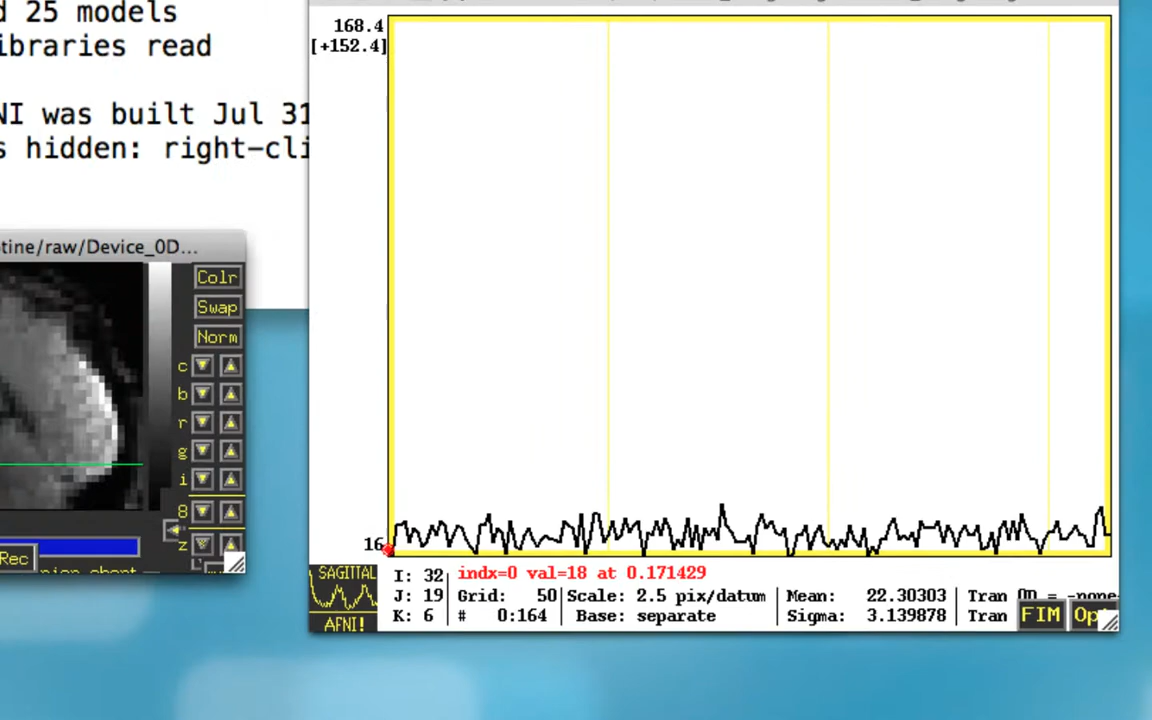 d 25 models
ibraries read
NI was built Jul 31
s hidden: right-cli
tine/raw/Device_0D...
Colr
Swap
Norm
c
b
r
g
i
8
z
Rec
168.4
[+152.4]
16
SAGITTAL
AFNI!
I: 32
J: 19
K: 6
indx=0 val=18 at 0.171429
Grid: 50
# 0:164
Scale: 2.5 pix/datum
Base: separate
Mean: 22.30303
Sigma: 3.139878
Tran 0D = -none-
Tran
FIM
Op